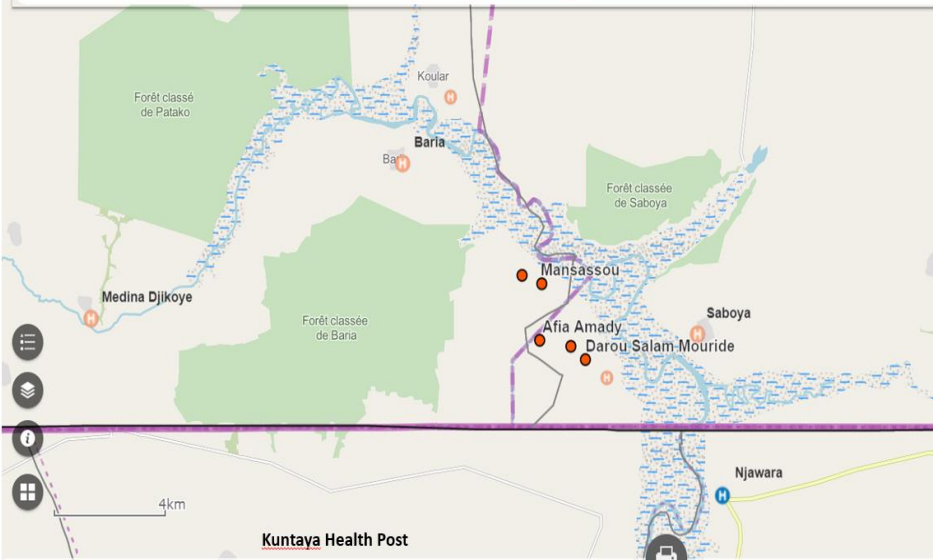 Koular
Forêt classé
de Patako
Baria
Ba
Forêt classée
de Saboya
Mansassou
Medina Djikoye
Forêt classée
de Baria
Afia Amady
Saboya
Darou Salam Mouride
Njawara
4km
Kuntaya Health Post